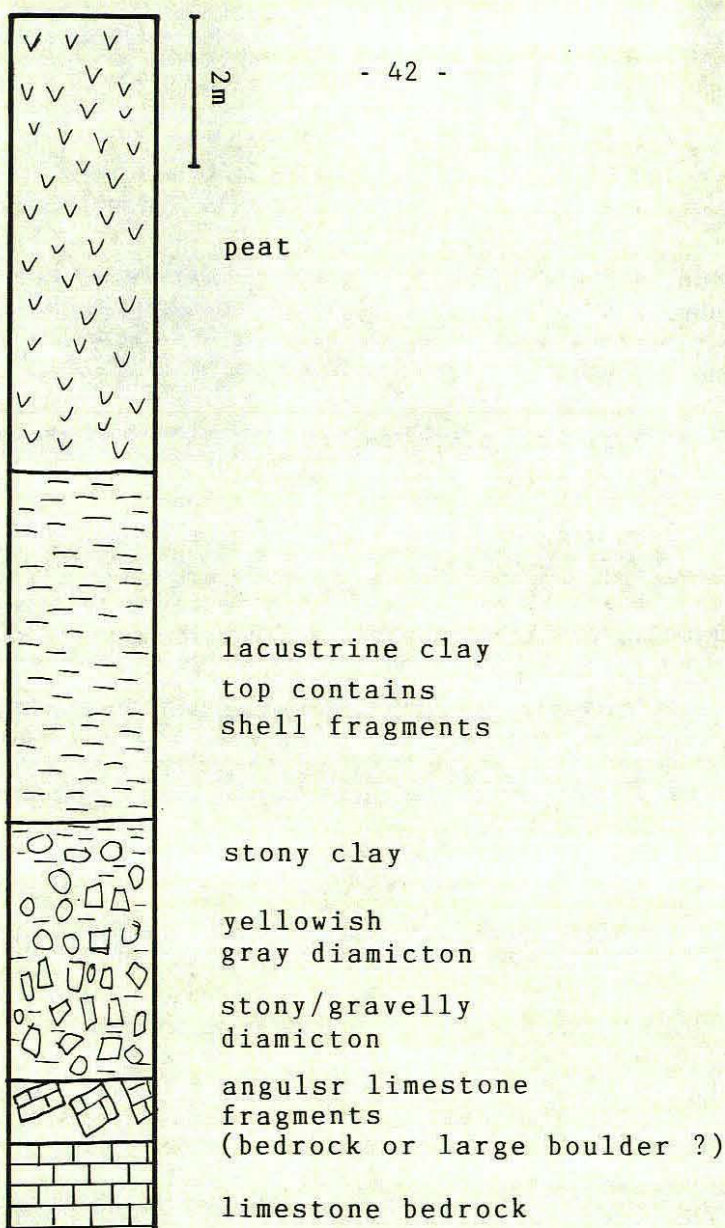 - 42 -
2m
peat
lacustrine clay
top contains
shell fragments
stony clay
yellowish
gray diamicton
stony/gravelly
diamicton
angulsr limestone
fragments
(bedrock or large boulder ?)
limestone bedrock